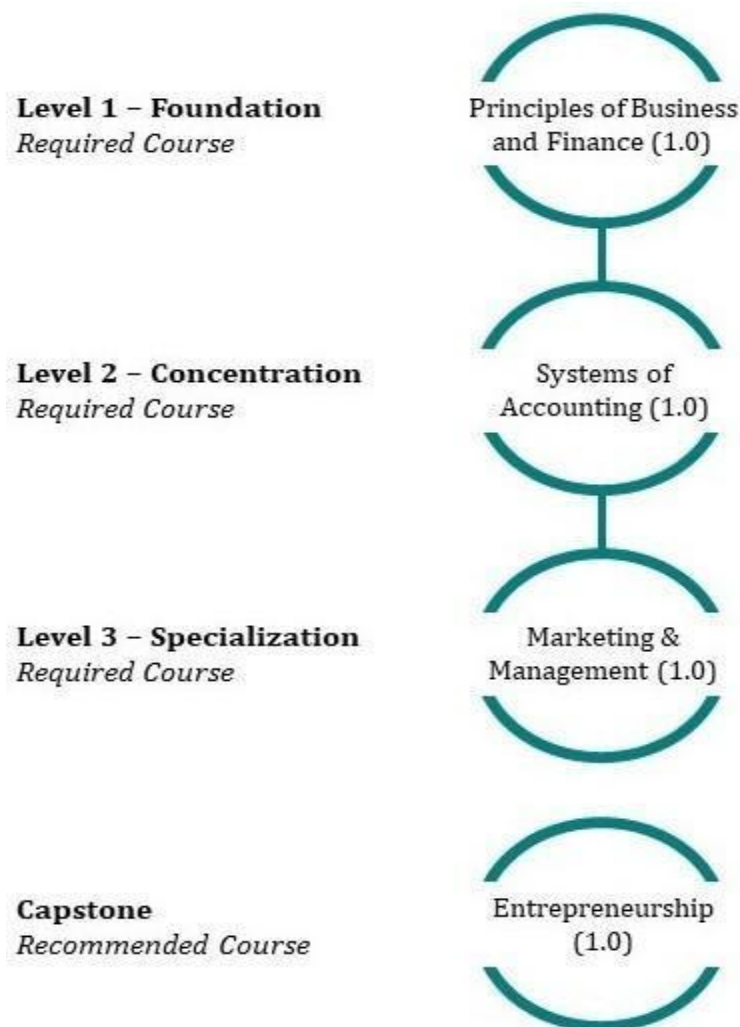 Level 1 – Foundation
Required Course
Principles of Business
and Finance (1.0)
Level 2 – Concentration
Required Course
Systems of
Accounting (1.0)
Level 3 – Specialization
Required Course
Marketing &
Management (1.0)
Capstone
Recommended Course
Entrepreneurship
(1.0)